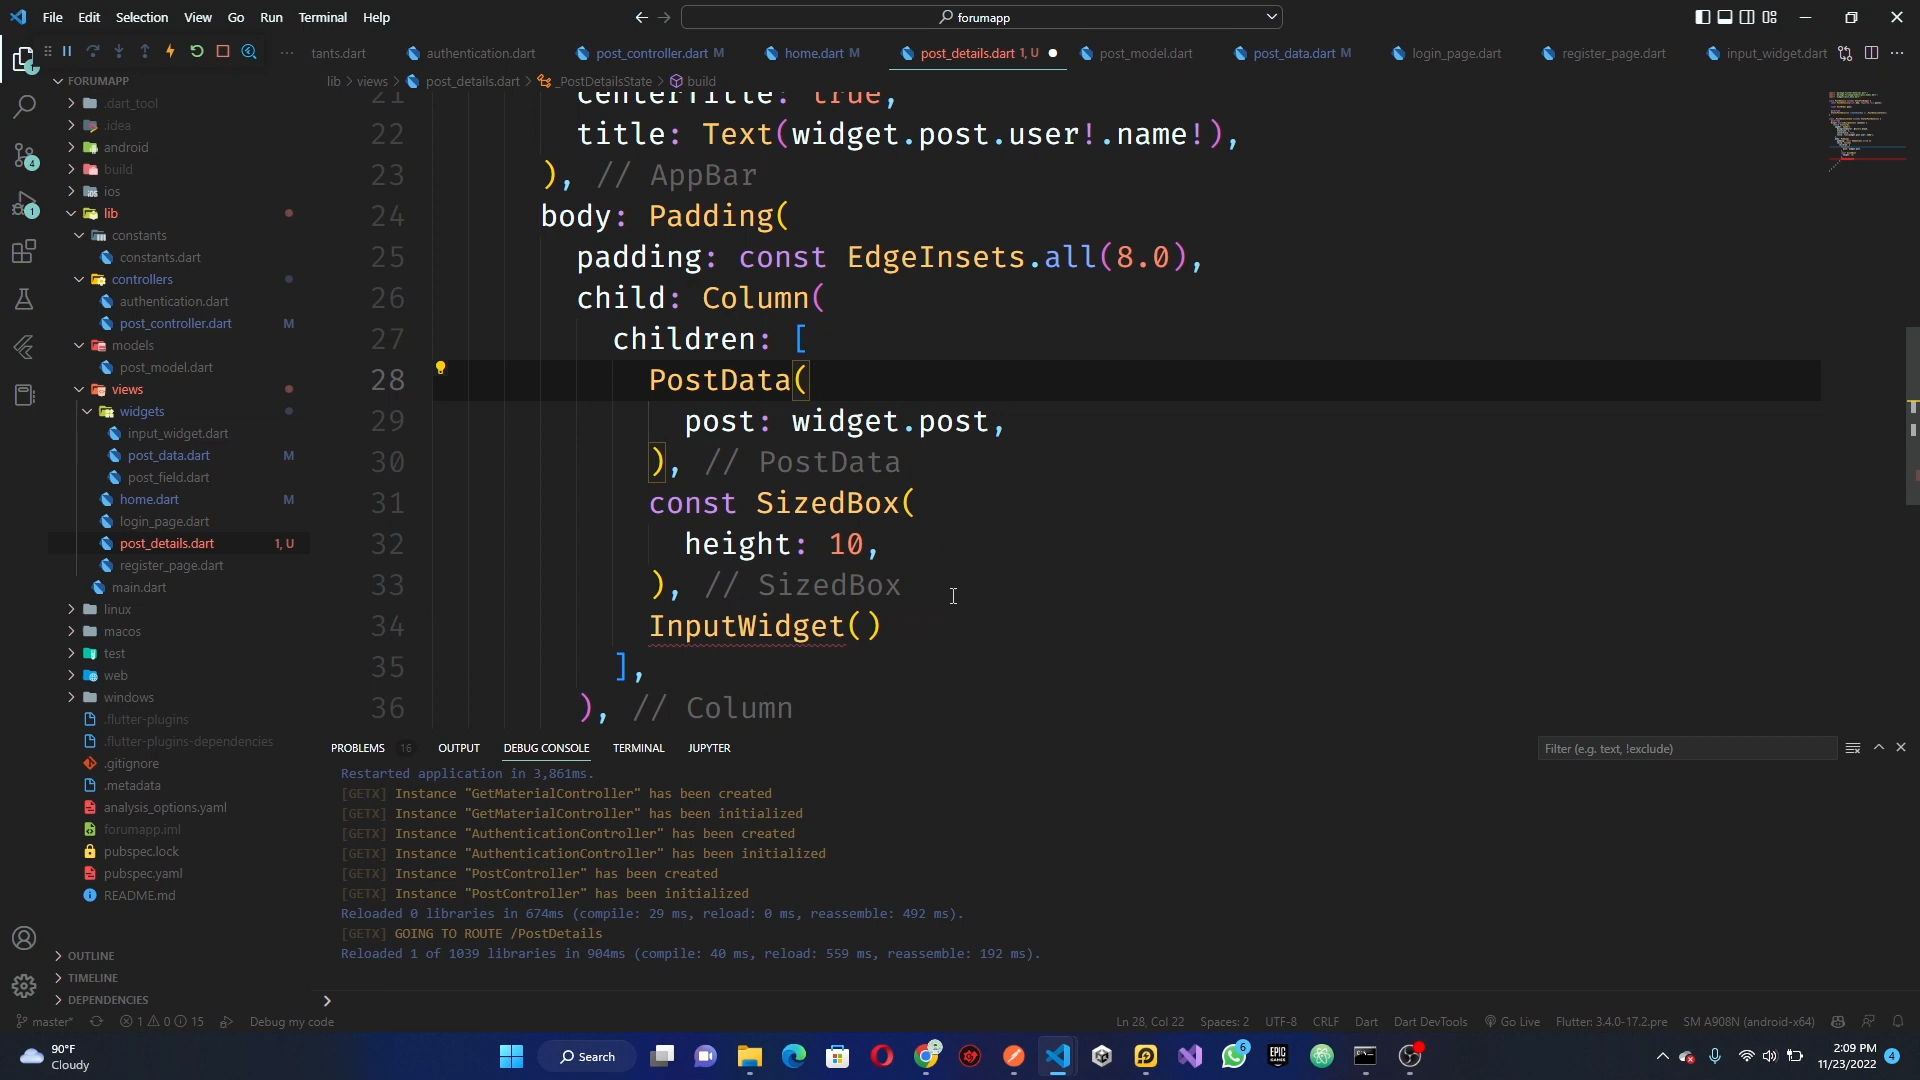 File Edit Selection View Go Run Terminal Help
forumapp
tants.dart authentication.dart post_controller.dart M home.dart M post_details.dart 1, U post_model.dart post_data.dart M login_page.dart register_page.dart input_widget.dart
lib > views > post_details.dart > _PostDetailsState > build
FORUMAPP
.dart_tool
.idea
android
build
ios
lib
constants
constants.dart
controllers
authentication.dart
post_controller.dart M
models
post_model.dart
views
widgets
input_widget.dart
post_data.dart M
post_field.dart
home.dart M
login_page.dart
post_details.dart 1, U
register_page.dart
main.dart
linux
macos
test
web
windows
.flutter-plugins
.flutter-plugins-dependencies
.gitignore
.metadata
analysis_options.yaml
forumapp.iml
pubspec.lock
pubspec.yaml
README.md
OUTLINE
TIMELINE
DEPENDENCIES
21 centerTitle: true,
22 title: Text(widget.post.user!.name!),
23 ), // AppBar
24 body: Padding(
25 padding: const EdgeInsets.all(8.0),
26 child: Column(
27 children: [
28 PostData(
29 post: widget.post,
30 ), // PostData
31 const SizedBox(
32 height: 10,
33 ), // SizedBox
34 InputWidget()
35 ],
36 ), // Column
PROBLEMS 16 OUTPUT DEBUG CONSOLE TERMINAL JUPYTER
Filter (e.g. text, !exclude)
Restarted application in 3,861ms.
[GETX] Instance "GetMaterialController" has been created
[GETX] Instance "GetMaterialController" has been initialized
[GETX] Instance "AuthenticationController" has been created
[GETX] Instance "AuthenticationController" has been initialized
[GETX] Instance "PostController" has been created
[GETX] Instance "PostController" has been initialized
Reloaded 0 libraries in 674ms (compile: 29 ms, reload: 0 ms, reassemble: 492 ms).
[GETX] GOING TO ROUTE /PostDetails
Reloaded 1 of 1039 libraries in 904ms (compile: 40 ms, reload: 559 ms, reassemble: 192 ms).
master* 1 0 15 Debug my code
Ln 28, Col 22 Spaces: 2 UTF-8 CRLF Dart Dart DevTools Go Live Flutter: 3.4.0-17.2.pre SM A908N (android-x64)
90°F
Cloudy
Search
2:09 PM
11/23/2022
4